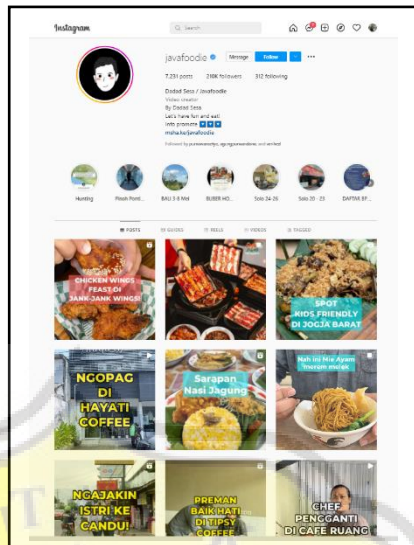 Instagram
Search
javafoodie
Message
Follow
7.231 posts
218K followers
312 following
Dadad Sesa / Javafoodie
Video creator
By Dadad Sesa
Let's have fun and eat!
Info promote
msha.ke/javafoodie
Followed by
Hunting
BALI 3-8 Mei
Solo 24-26
Solo 20 - 23
POSTS
GUIDES
REELS
VIDEOS
TAGGED
CHICKEN WINGS
FEAST DI
JANK-JANK WINGS!
SPOT
KIDS FRIENDLY
DI JOGJA BARAT
NGOPAG
DI
HAYATI
COFFEE
Sarapan
Nasi Jagung
Nah ini Mie Ayam
merem melek
NGAJAKIN
ISTRI KE
CANDU!
PREMAN
BAIK HATI
DI TIPSY
COFFEE
CHEF
PENGGANTI
DI CAFE RUANG